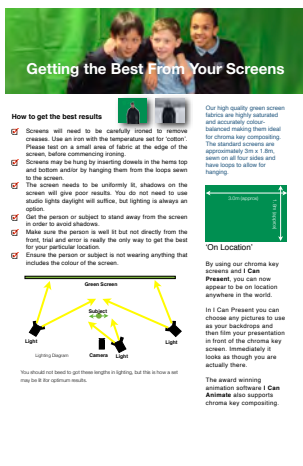 Getting the Best From Your Screens
How to get the best results
Screens will need to be carefully ironed to remove
creases. Use an iron with the temperature set for 'cotton'.
Please test on a small area of fabric at the edge of the
screen, before commencing ironing.
Screens may be hung by inserting dowels in the hems top
and bottom and/or by hanging them from the loops sewn
to the screen.
The screen needs to be uniformly lit, shadows on the
screen will give poor results. You do not need to use
studio lights daylight will suffice, but lighting is always an
option.
Get the person or subject to stand away from the screen
in order to avoid shadows.
Make sure the person is well lit but not directly from the
front, trial and error is really the only way to get the best
for your particular location.
Ensure the person or subject is not wearing anything that
includes the colour of the screen.
Green Screen
Subject
Light
Lighting Diagram
Camera
Light
Light
You should not need to go to these lengths in lighting, but this is how a set
may be lit for optimum results.
Our high quality green screen
fabrics are highly saturated
and accurately colour-
balanced making them ideal
for chroma key compositing.
The standard screens are
approximately 3m x 1.8m,
sewn on all four sides and
have loops to allow for
hanging.
3.0m (approx)
1.8m (approx)
'On Location'
By using our chroma key
screens and I Can
Present, you can now
appear to be on location
anywhere in the world.
In I Can Present you can
choose any pictures to use
as your backdrops and
then film your presentation
in front of the chroma key
screen. Immediately it
looks as though you are
actually there.
The award winning
animation software I Can
Animate also supports
chroma key compositing.